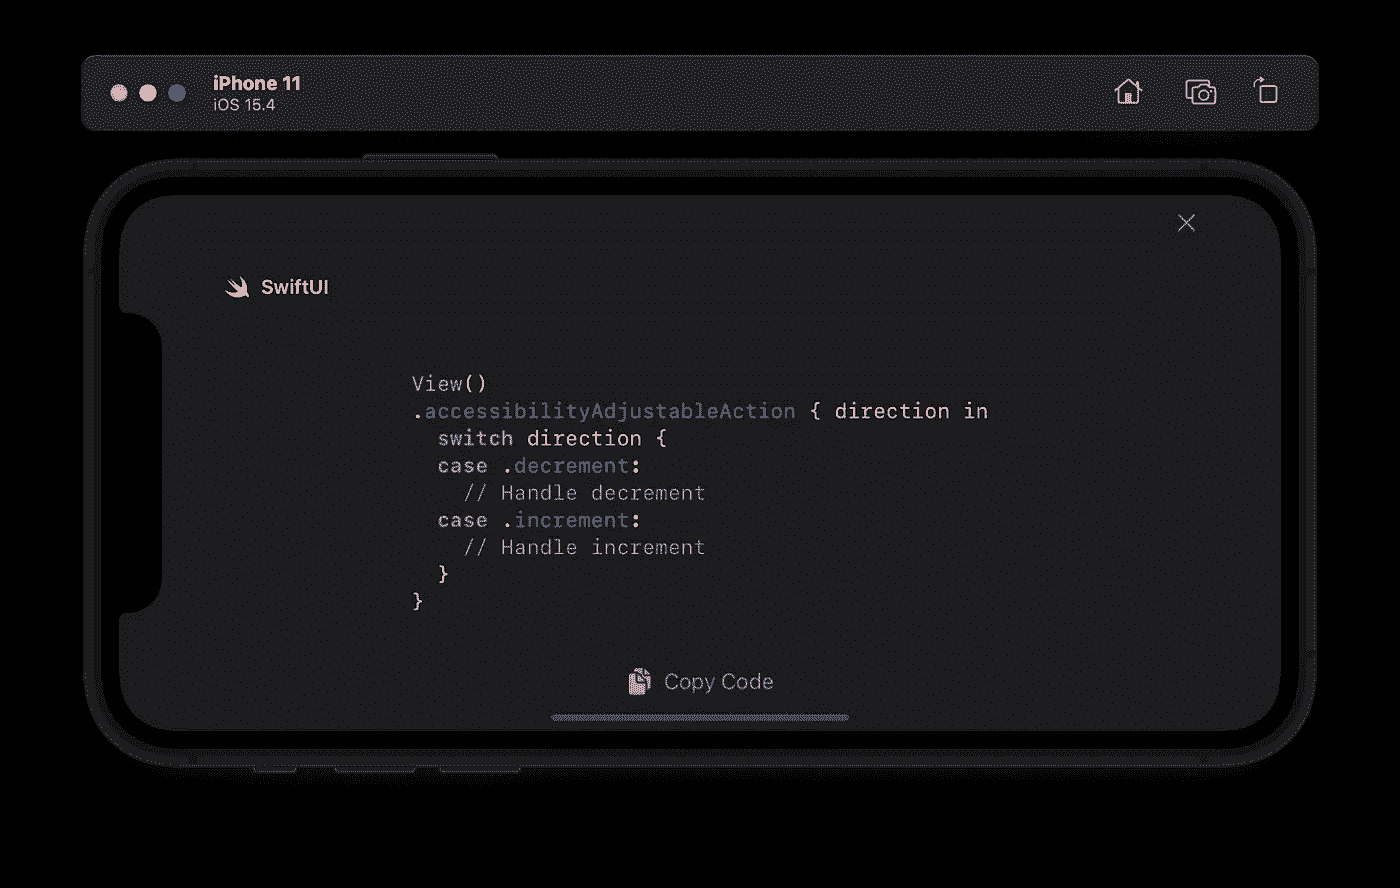 iPhone 11
iOS 15.4
SwiftUI
View()
.accessibilityAdjustableAction { direction in
  switch direction {
  case .decrement:
    // Handle decrement
  case .increment:
    // Handle increment
  }
}
Copy Code